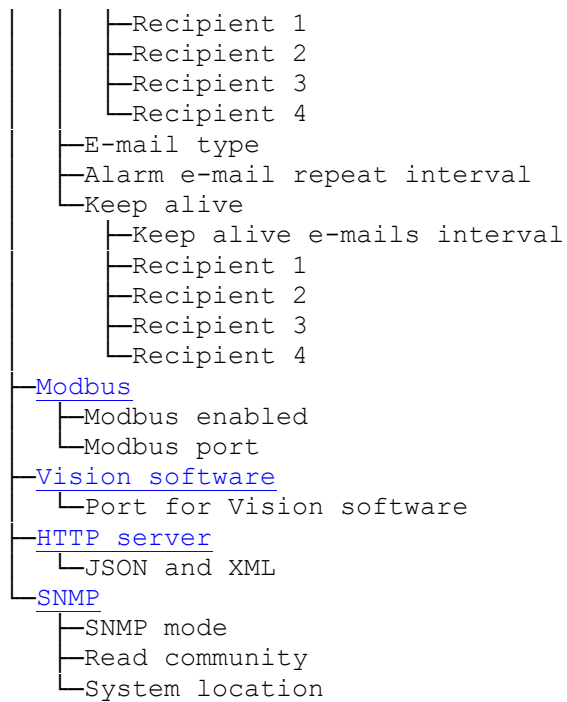 Recipient 1
Recipient 2
Recipient 3
Recipient 4
E-mail type
Alarm e-mail repeat interval
Keep alive
Keep alive e-mails interval
Recipient 1
Recipient 2
Recipient 3
Recipient 4
Modbus
Modbus enabled
Modbus port
Vision software
Port for Vision software
HTTP server
JSON and XML
SNMP
SNMP mode
Read community
System location